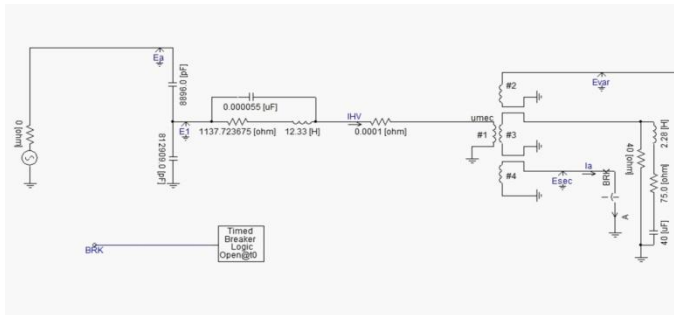 Ea
9698.0 [pF]
0 [ohm]
0.000055 [uF]
E1
1137.723675 [ohm]
12.33 [H]
IHV
0.0001 [ohm]
812909.0 [pF]
umec
#1
#2
#3
#4
Evar
Esec
Ia
BRK
A
40 [ohm]
2.28 [H]
75.0 [ohm]
40 [uF]
BRK
Timed
Breaker
Logic
Open@t0